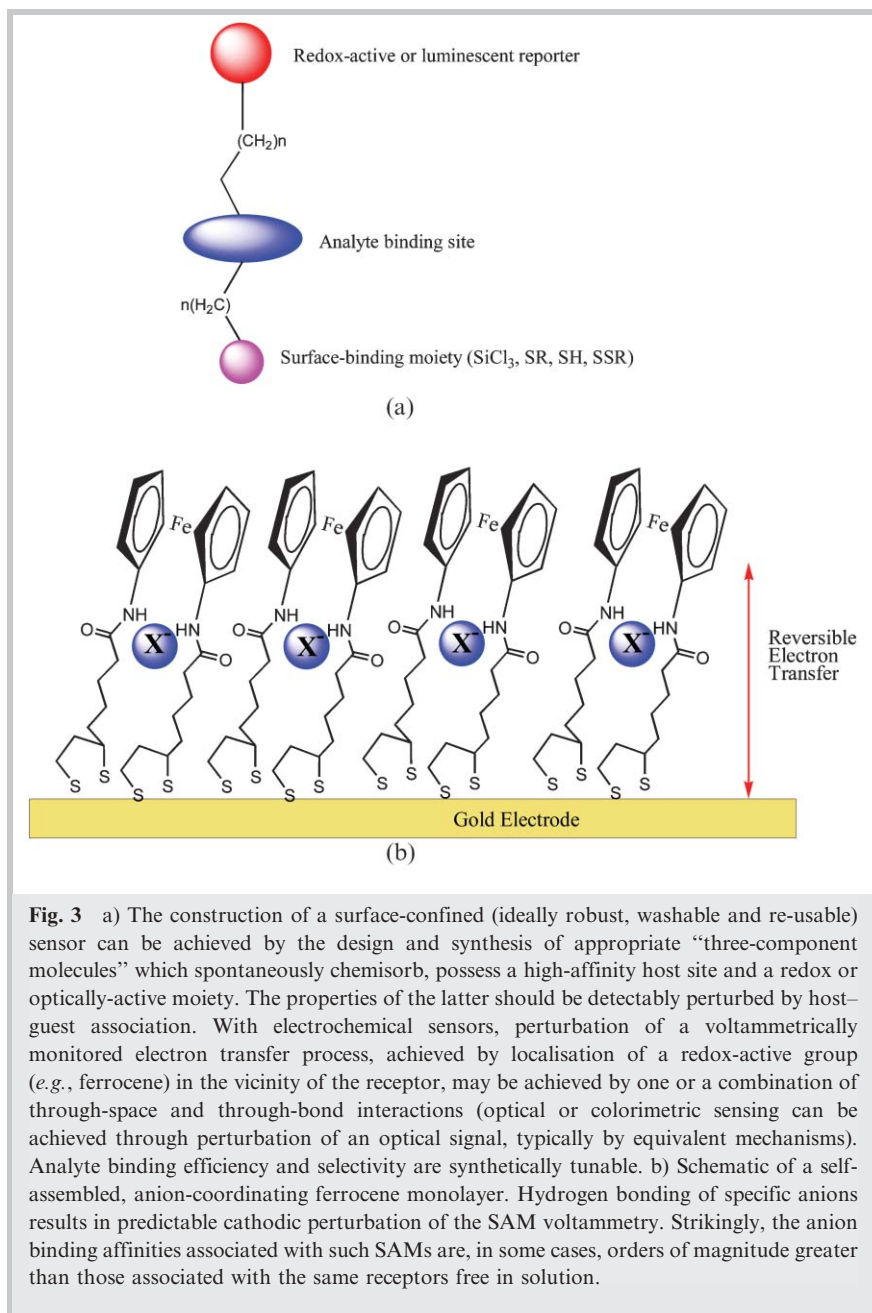 Redox-active or luminescent reporter
(CH2)n
Analyte binding site
n(H2C)
Surface-binding moiety (SiCl3, SR, SH, SSR)
(a)
Fe Fe Fe Fe
NH NH NH NH
O X- HN O X- HN O X- HN O X- HN
O O O O
Reversible
Electron
Transfer
S S S S S S S S
S S S S S S S S
Gold Electrode
(b)
Fig. 3 a) The construction of a surface-confined (ideally robust, washable and re-usable)
sensor can be achieved by the design and synthesis of appropriate “three-component
molecules” which spontaneously chemisorb, possess a high-affinity host site and a redox or
optically-active moiety. The properties of the latter should be detectably perturbed by host–
guest association. With electrochemical sensors, perturbation of a voltammetrically
monitored electron transfer process, achieved by localisation of a redox-active group
(e.g., ferrocene) in the vicinity of the receptor, may be achieved by one or a combination of
through-space and through-bond interactions (optical or colorimetric sensing can be
achieved through perturbation of an optical signal, typically by equivalent mechanisms).
Analyte binding efficiency and selectivity are synthetically tunable. b) Schematic of a self-
assembled, anion-coordinating ferrocene monolayer. Hydrogen bonding of specific anions
results in predictable cathodic perturbation of the SAM voltammetry. Strikingly, the anion
binding affinities associated with such SAMs are, in some cases, orders of magnitude greater
than those associated with the same receptors free in solution.